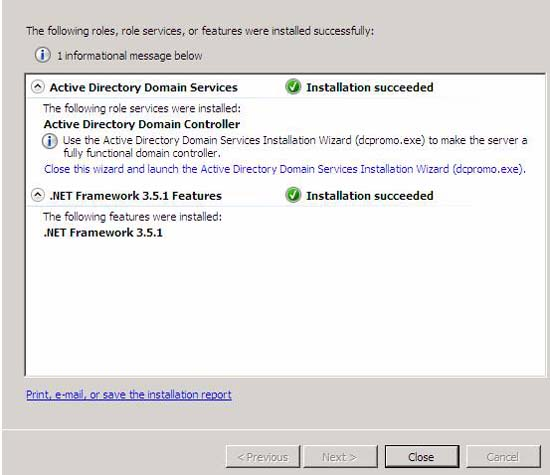 The following roles, role services, or features were installed successfully:
1 informational message below
Active Directory Domain Services Installation succeeded
The following role services were installed:
Active Directory Domain Controller
Use the Active Directory Domain Services Installation Wizard (dcpromo.exe) to make the server a
fully functional domain controller.
Close this wizard and launch the Active Directory Domain Services Installation Wizard (dcpromo.exe).
.NET Framework 3.5.1 Features Installation succeeded
The following features were installed:
.NET Framework 3.5.1
Print, e-mail, or save the installation report
< Previous Next > Close Cancel